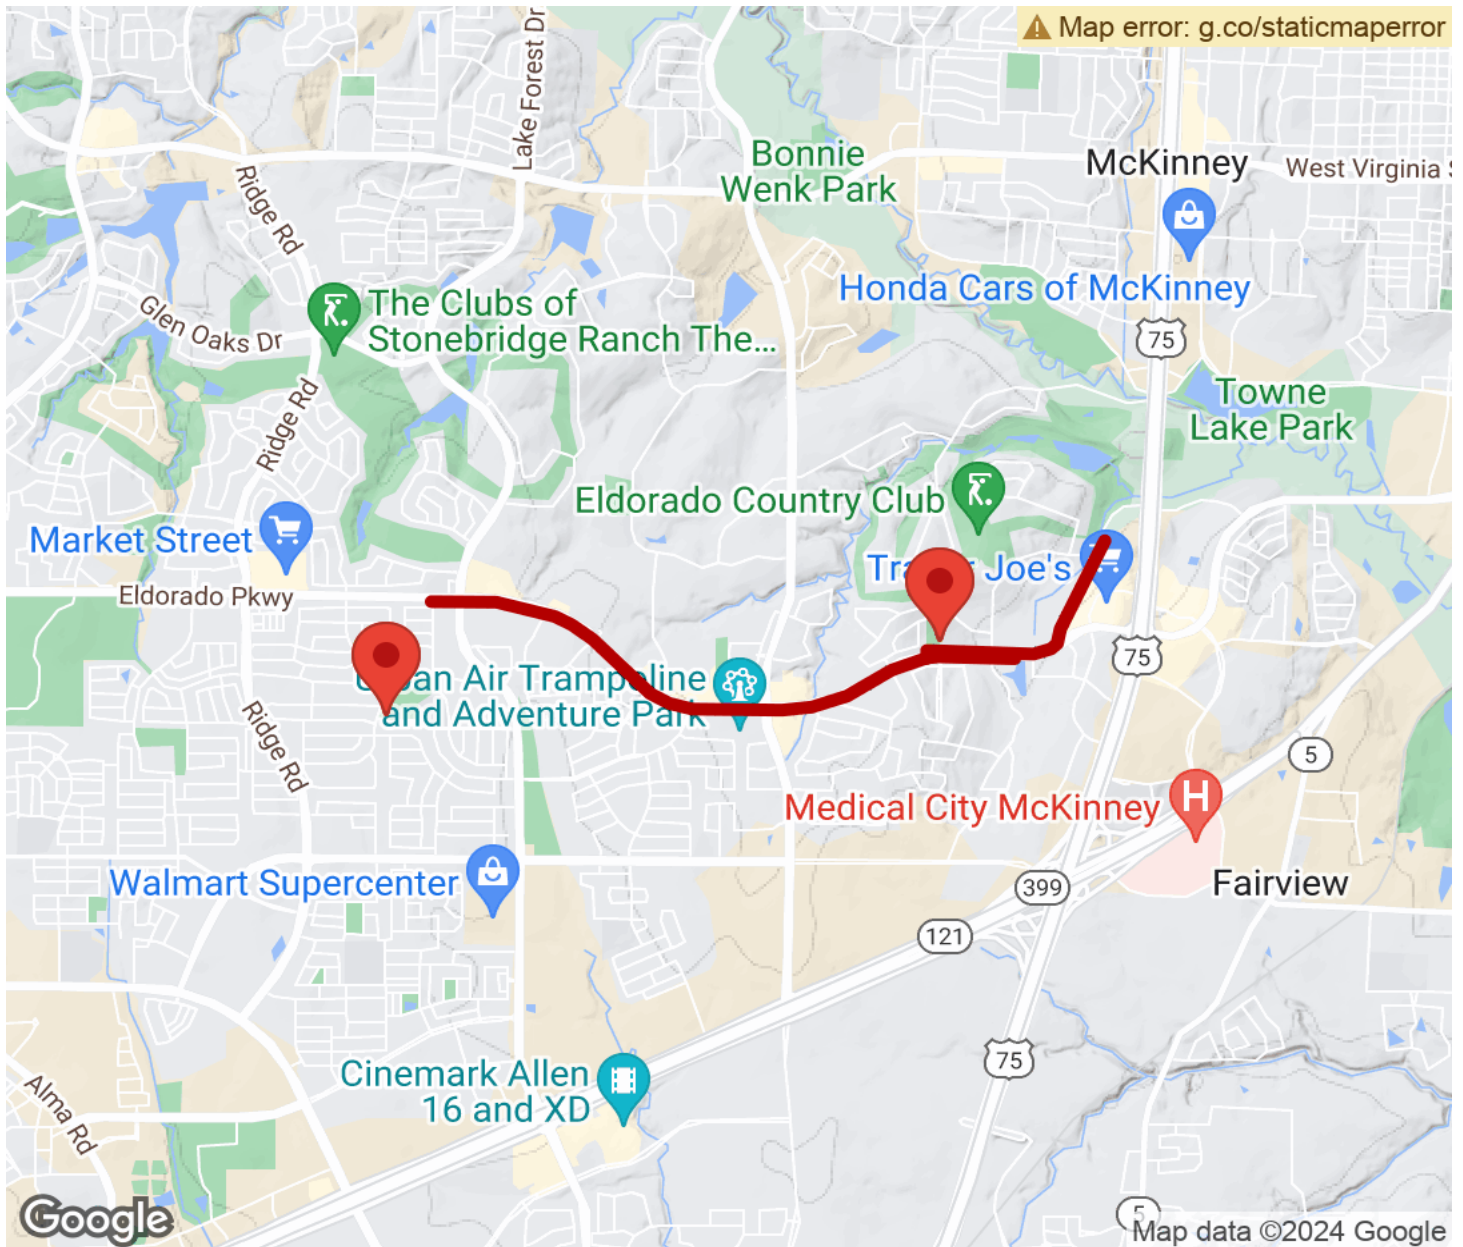 Map error: g.co/staticmaperror
Lake Forest Dr
Bonnie
Wenk Park
McKinney
West Virginia S
Ridge Rd
Honda Cars of McKinney
Glen Oaks Dr
The Clubs of
Stonebridge Ranch The...
75
Towne
Lake Park
Ridge Rd
Eldorado Country Club
Market Street
Joe's
Eldorado Pkwy
75
Air Trampoline
and Adventure Park
Ridge Rd
5
Medical City McKinney
H
Walmart Supercenter
399
Fairview
121
75
Cinemark Allen
16 and XD
Alma Rd
5
Google
Map data ©2024 Google